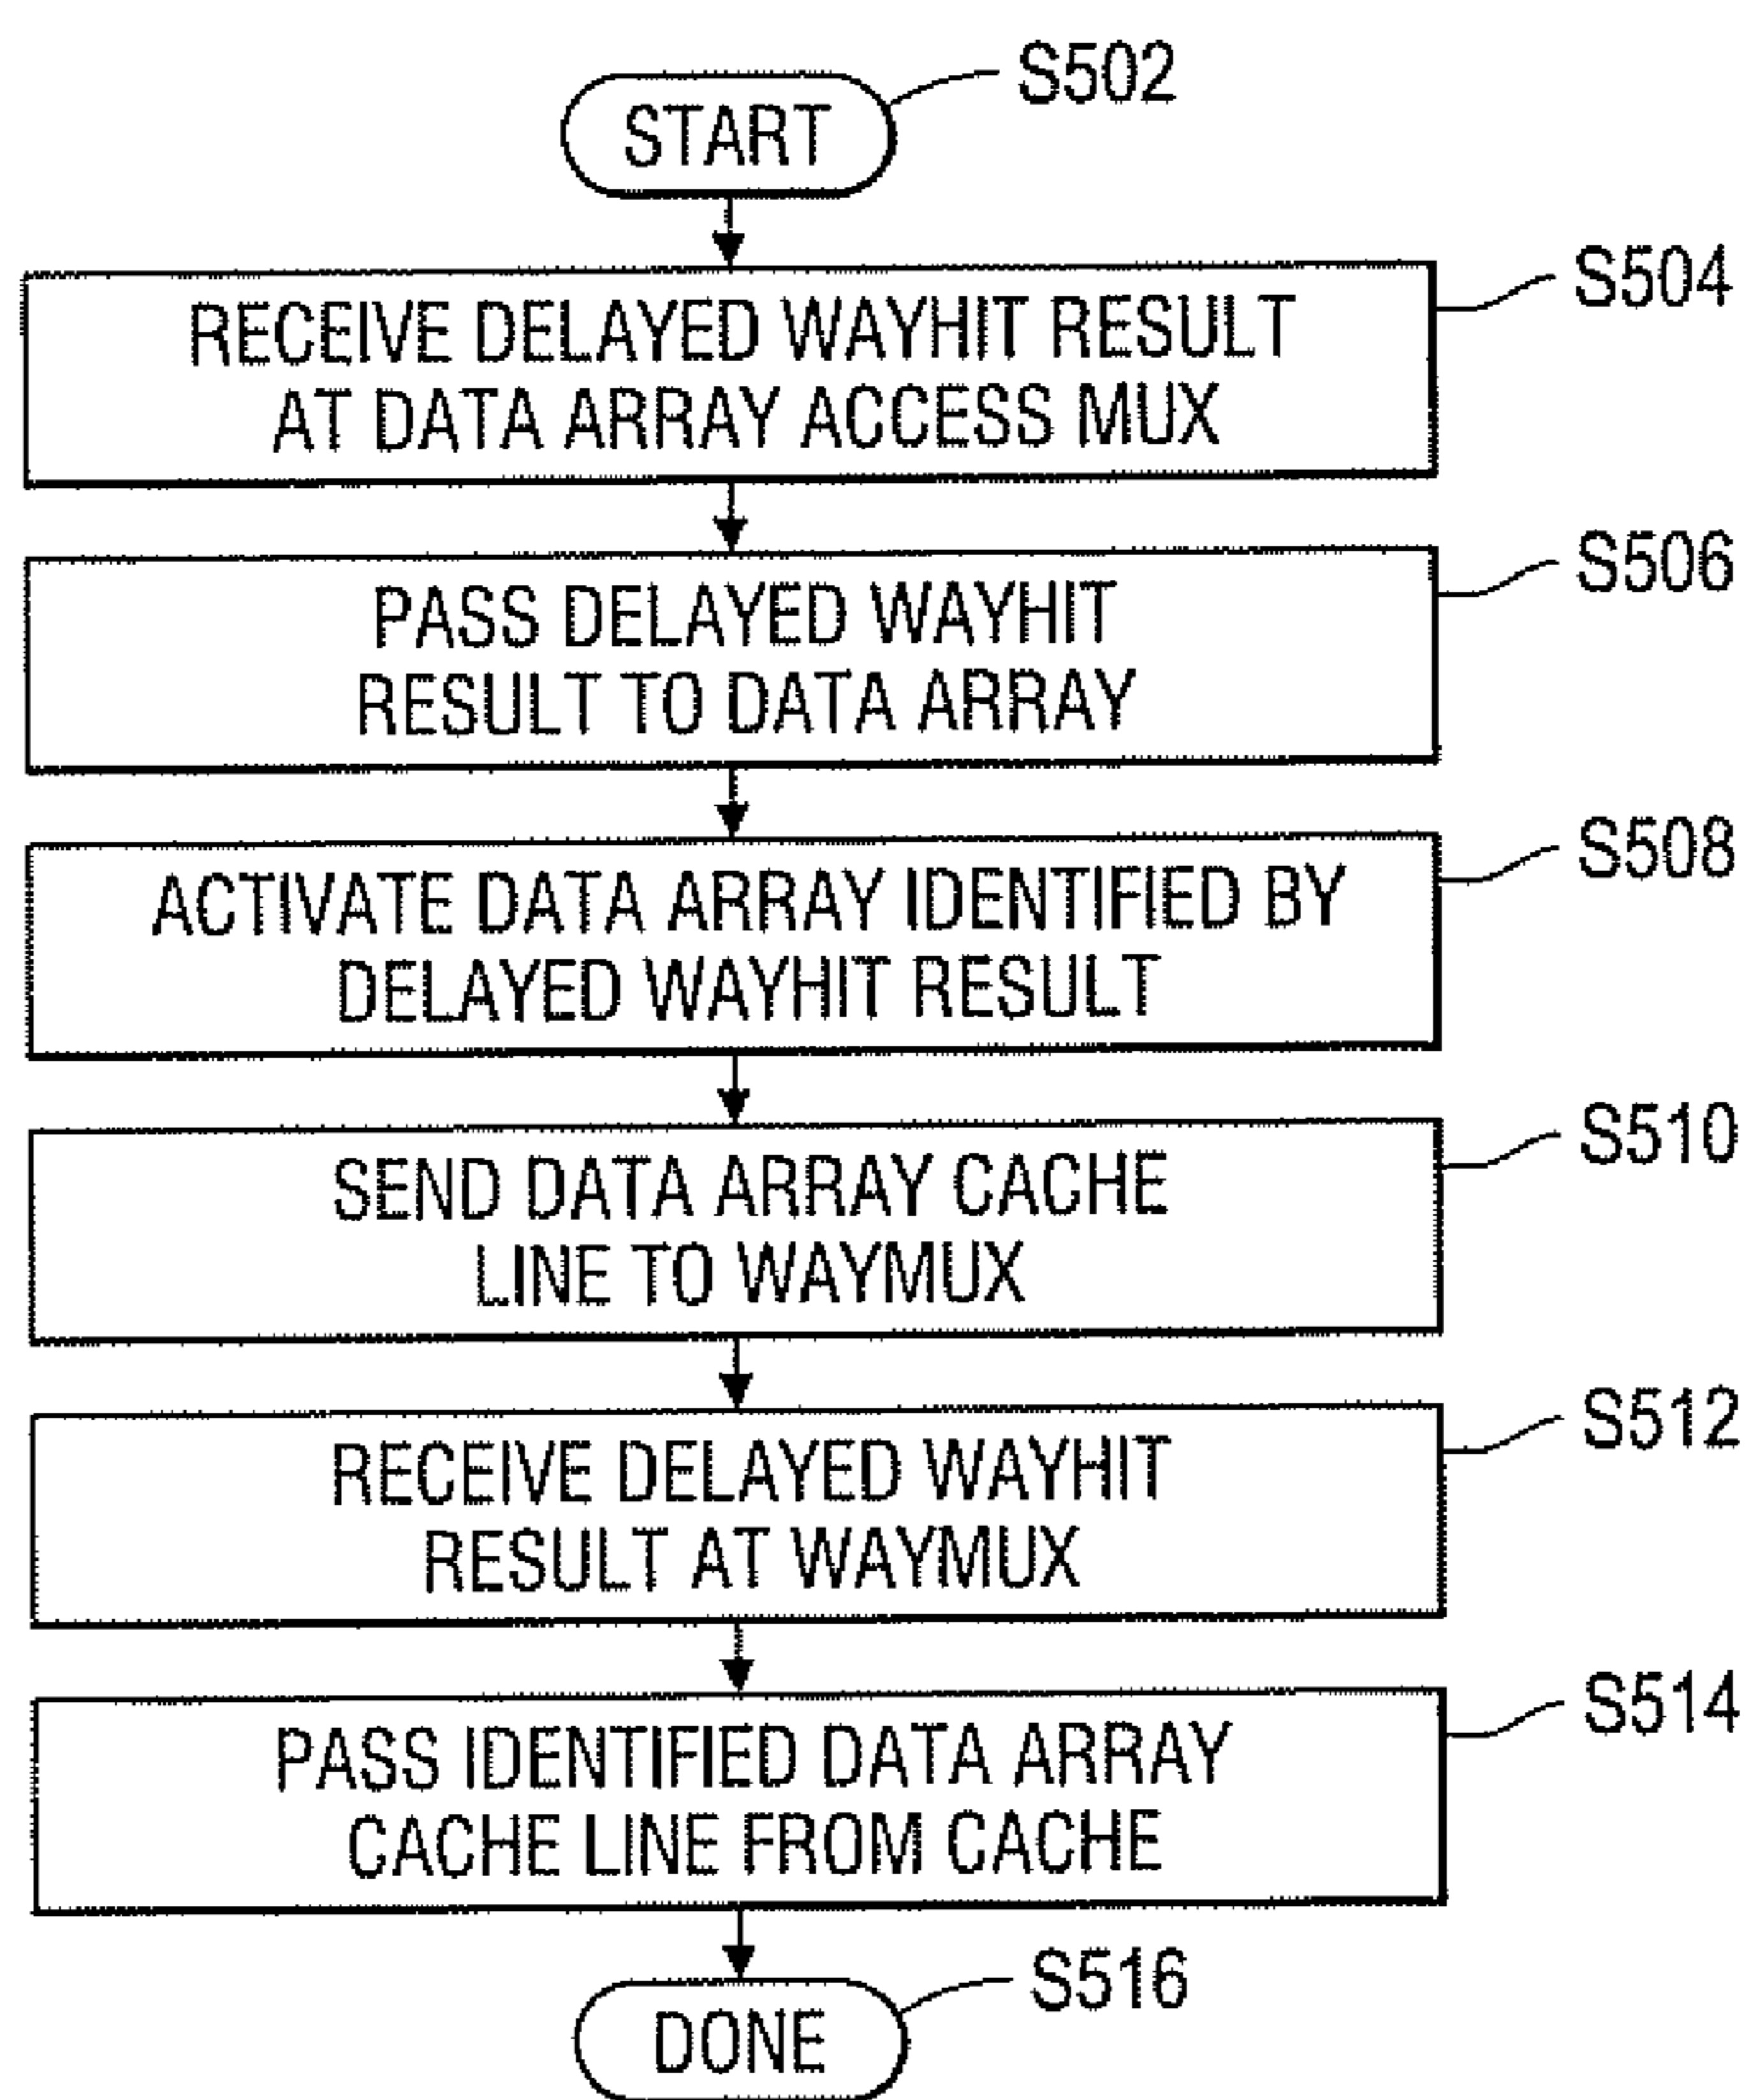 START
S502
RECEIVE DELAYED WAYHIT RESULT
AT DATA ARRAY ACCESS MUX
S504
PASS DELAYED WAYHIT
RESULT TO DATA ARRAY
S506
ACTIVATE DATA ARRAY IDENTIFIED BY
DELAYED WAYHIT RESULT
S508
SEND DATA ARRAY CACHE
LINE TO WAYMUX
S510
RECEIVE DELAYED WAYHIT
RESULT AT WAYMUX
S512
PASS IDENTIFIED DATA ARRAY
CACHE LINE FROM CACHE
S514
DONE
S516